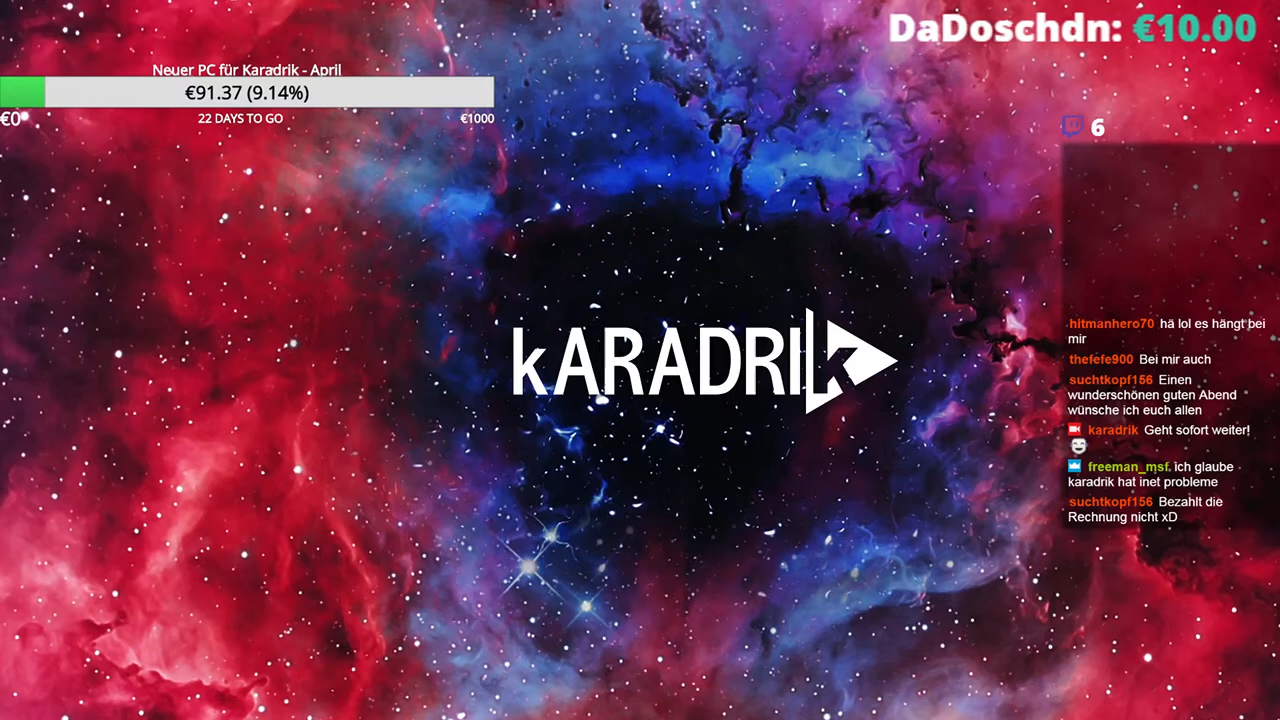 DaDoschdn: €10.00
Neuer PC für Karadrik - April
€91.37 (9.14%)
€0
22 DAYS TO GO
€1000
6
kARADRIk
hitmanhero70 hä lol es hängt bei
mir
thefefe900 Bei mir auch
suchtkopf156 Einen
wunderschönen guten Abend
wünsche ich euch allen
karadrik Geht sofort weiter!
freeman_msf. ich glaube
karadrik hat inet probleme
suchtkopf156 Bezahlt die
Rechnung nicht xD